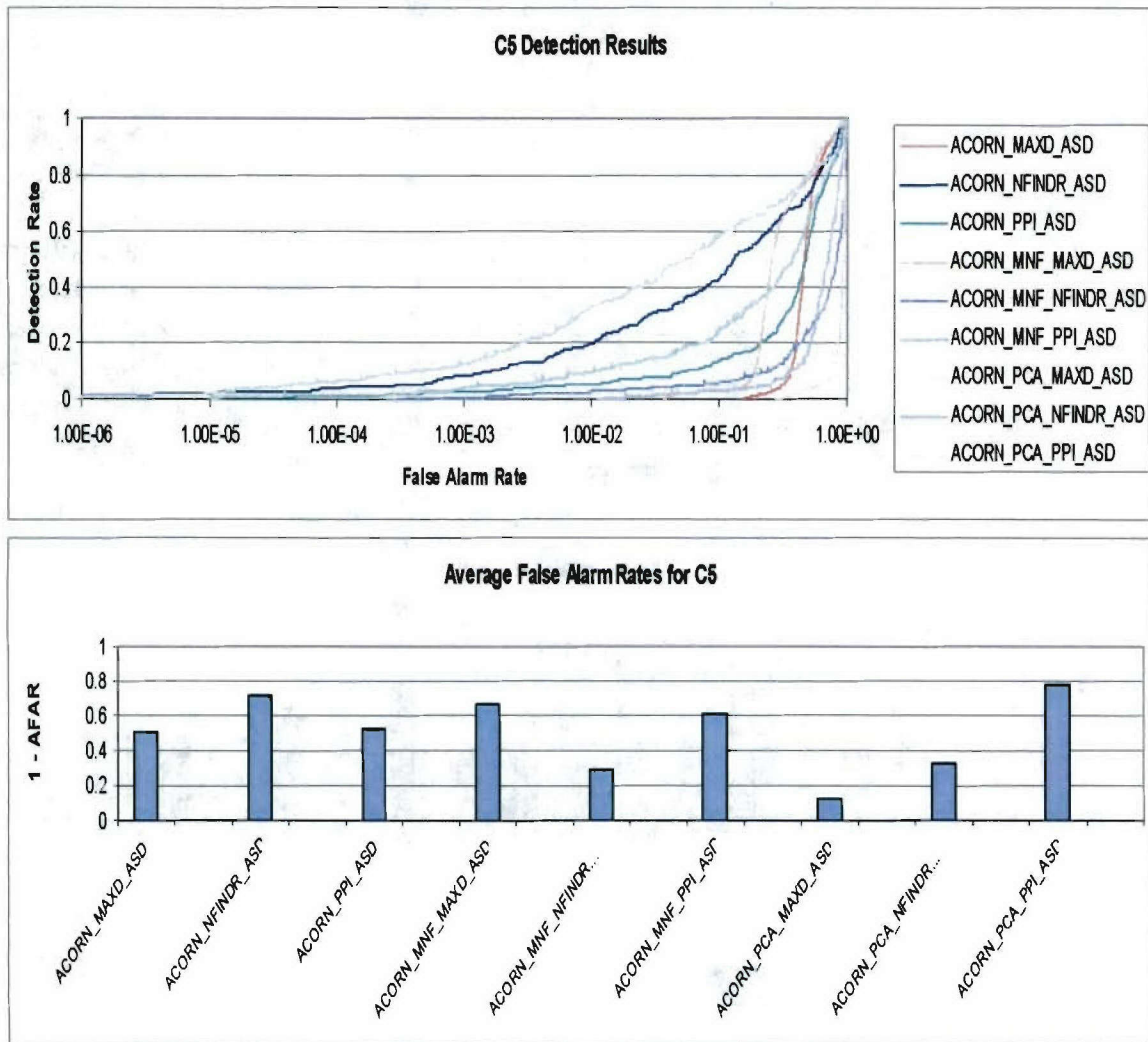 C5 Detection Results
1
0.8
0.6
0.4
0.2
0
Detection Rate
1.00E-06 1.00E-05 1.00E-04 1.00E-03 1.00E-02 1.00E-01 1.00E+00
False Alarm Rate
ACORN_MAXD_ASD
ACORN_NFINDR_ASD
ACORN_PPI_ASD
ACORN_MNF_MAXD_ASD
ACORN_MNF_NFINDR_ASD
ACORN_MNF_PPI_ASD
ACORN_PCA_MAXD_ASD
ACORN_PCA_NFINDR_ASD
ACORN_PCA_PPI_ASD
Average False Alarm Rates for C5
1
0.8
0.6
0.4
0.2
0
1 - AFAR
ACORN_MAXD_ASD
ACORN_NFINDR_ASD
ACORN_PPI_ASD
ACORN_MNF_MAXD_ASD
ACORN_MNF_NFINDR...
ACORN_MNF_PPI_ASD
ACORN_PCA_MAXD_ASD
ACORN_PCA_NFINDR...
ACORN_PCA_PPI_ASD